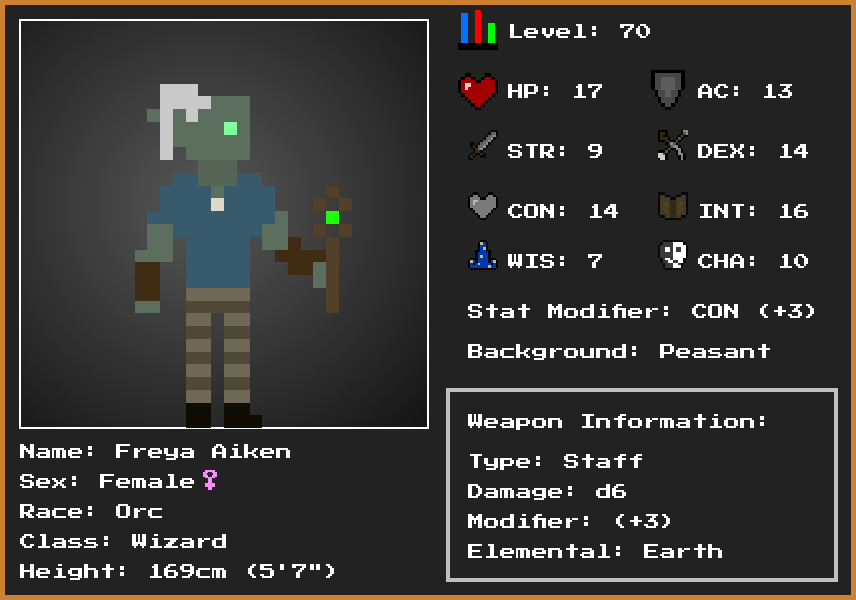 Level: 70
HP: 17 AC: 13
STR: 9 DEX: 14
CON: 14 INT: 16
WIS: 7 CHA: 10
Stat Modifier: CON (+3)
Background: Peasant
Weapon Information:
Type: Staff
Damage: d6
Modifier: (+3)
Elemental: Earth
Name: Freya Aiken
Sex: Female♀
Race: Orc
Class: Wizard
Height: 169cm (5'7")